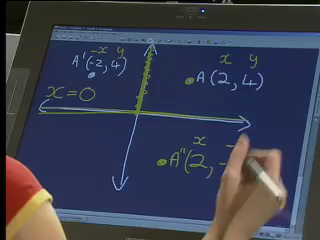 -x y
A'(-2,4)
x y
A (2,4)
x=0
x -
A"(2, -